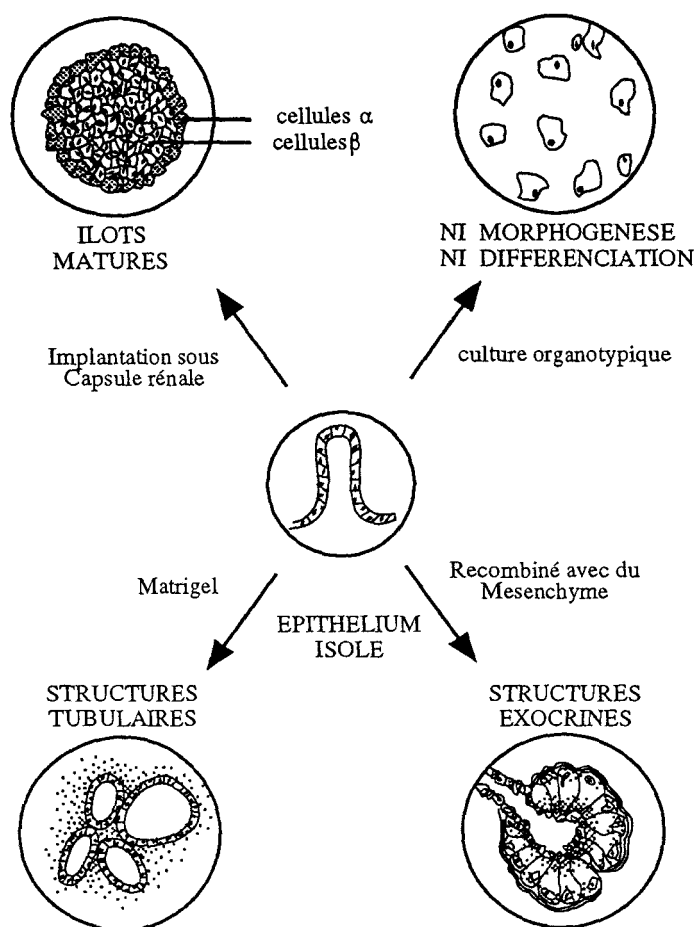 cellules α
cellules β
ILOTS
MATURES
NI MORPHOGENESE
NI DIFFERENCIATION
Implantation sous
Capsule rénale
culture organotypique
Matrigel
Recombiné avec du
Mesenchyme
EPITHELIUM
ISOLE
STRUCTURES
TUBULAIRES
STRUCTURES
EXOCRINES